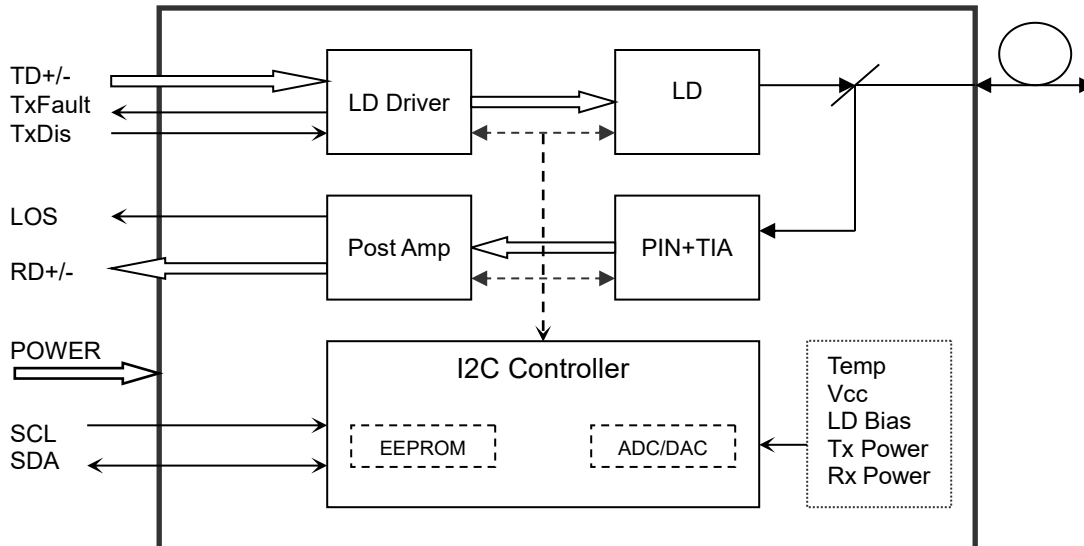 TD+/-
TxFault
TxDis
LD Driver
LD
LOS
RD+/-
Post Amp
PIN+TIA
POWER
SCL
SDA
I2C Controller
EEPROM
ADC/DAC
Temp
Vcc
LD Bias
Tx Power
Rx Power